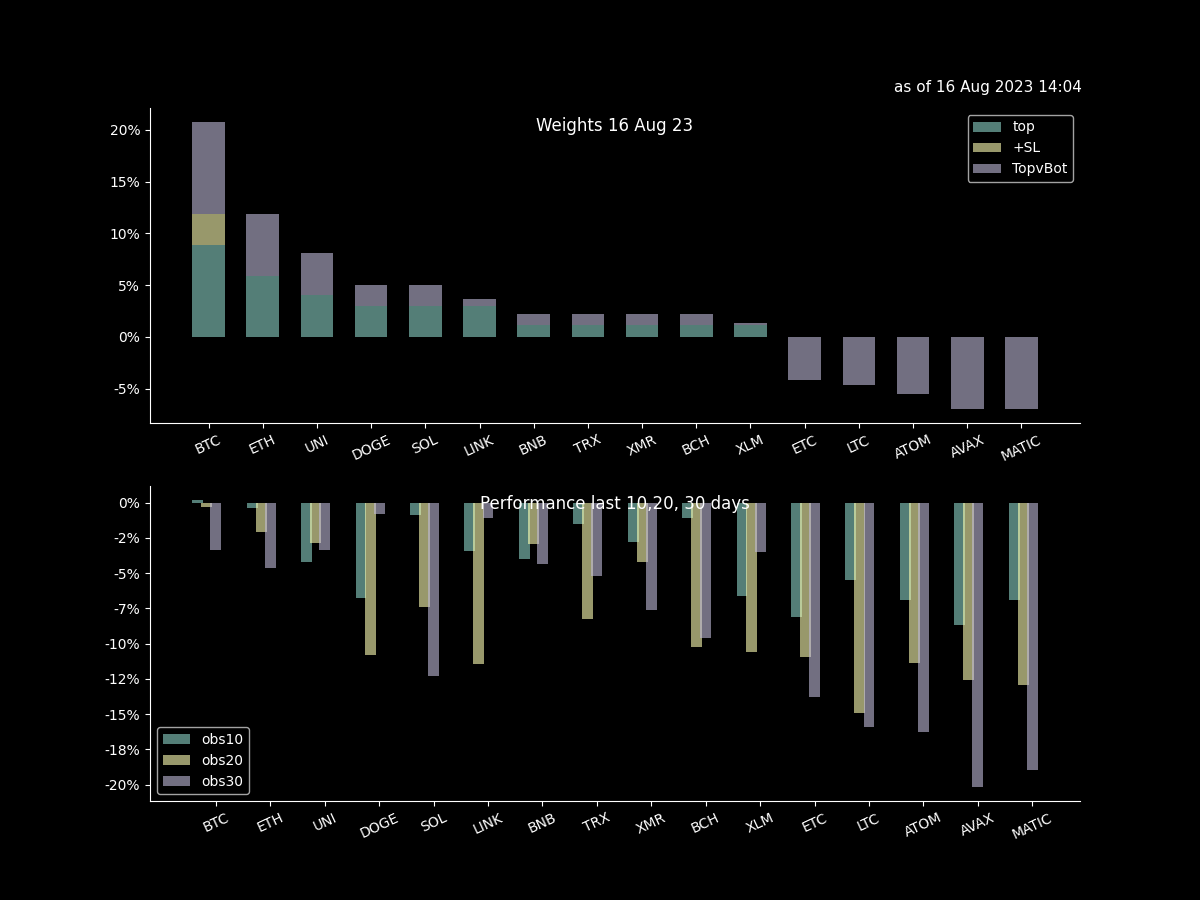 as of 16 Aug 2023 14:04
Weights 16 Aug 23
top
+SL
TopvBot
20%
15%
10%
5%
0%
-5%
BTC ETH UNI DOGE SOL LINK BNB TRX XMR BCH XLM ETC LTC ATOM AVAX MATIC
Performance last 10,20, 30 days
0%
-2%
-5%
-7%
-10%
-12%
-15%
-18%
-20%
obs10
obs20
obs30
BTC ETH UNI DOGE SOL LINK BNB TRX XMR BCH XLM ETC LTC ATOM AVAX MATIC